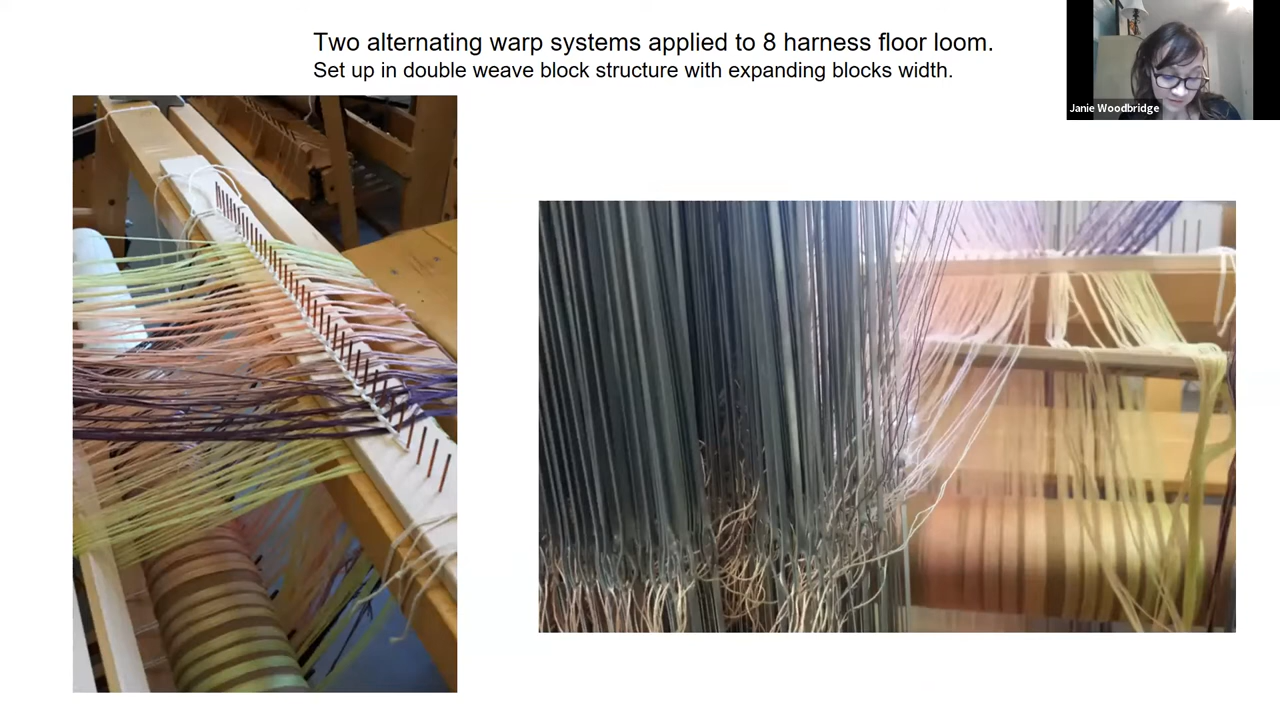 Two alternating warp systems applied to 8 harness floor loom.
Set up in double weave block structure with expanding blocks width.
Janie Woodbridge